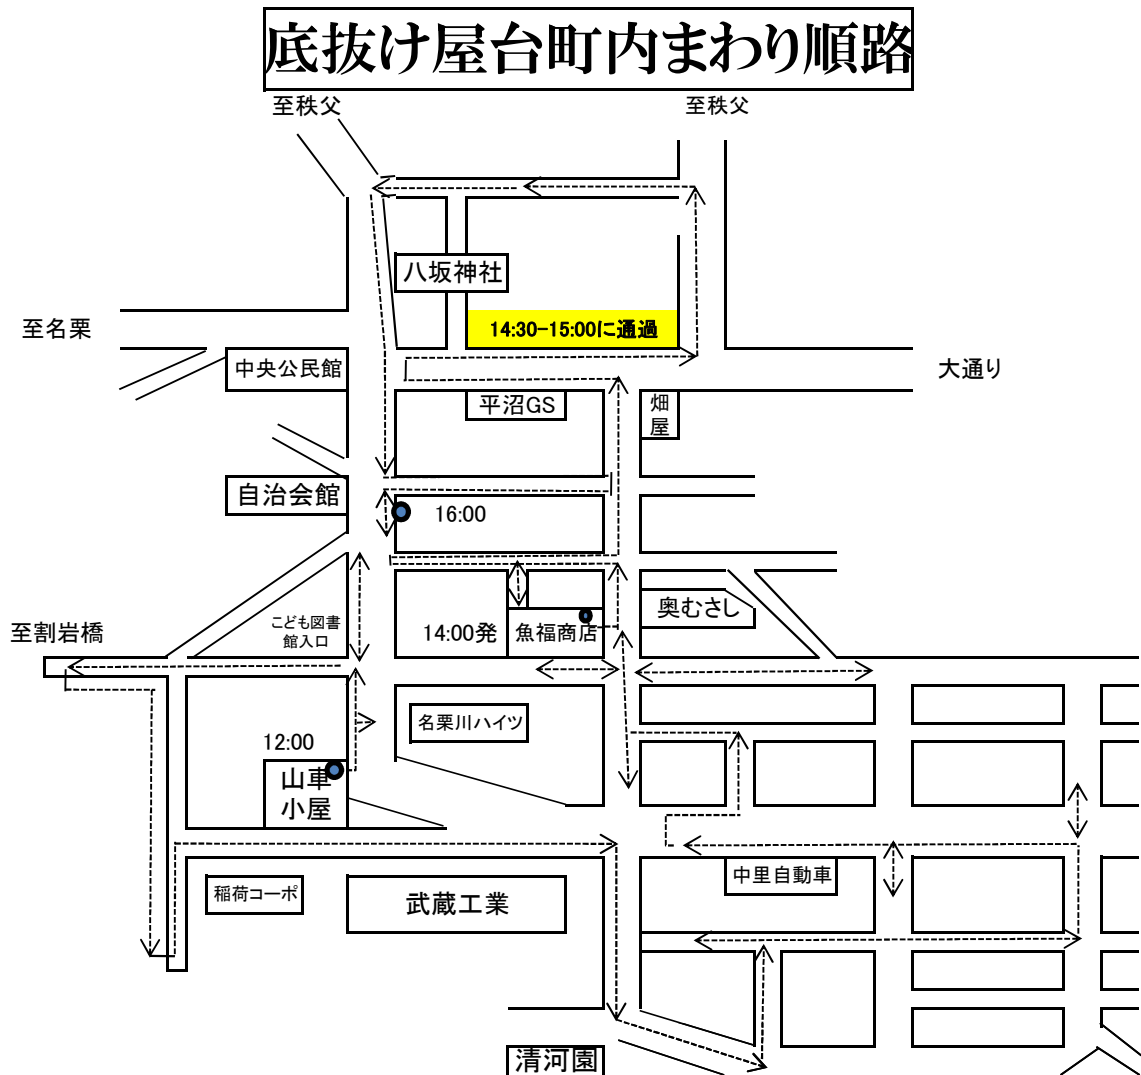 底抜け屋台町内まわり順路
至秩父
至秩父
八坂神社
14:30-15:00に通過
至名栗
中央公民館
大通り
平沼GS
畑
屋
自治会館
16:00
こども図書
館入口
至割岩橋
14:00発
魚福商店
奥むさし
名栗川ハイツ
12:00
山車
小屋
中里自動車
稲荷コーポ
武蔵工業
清河園